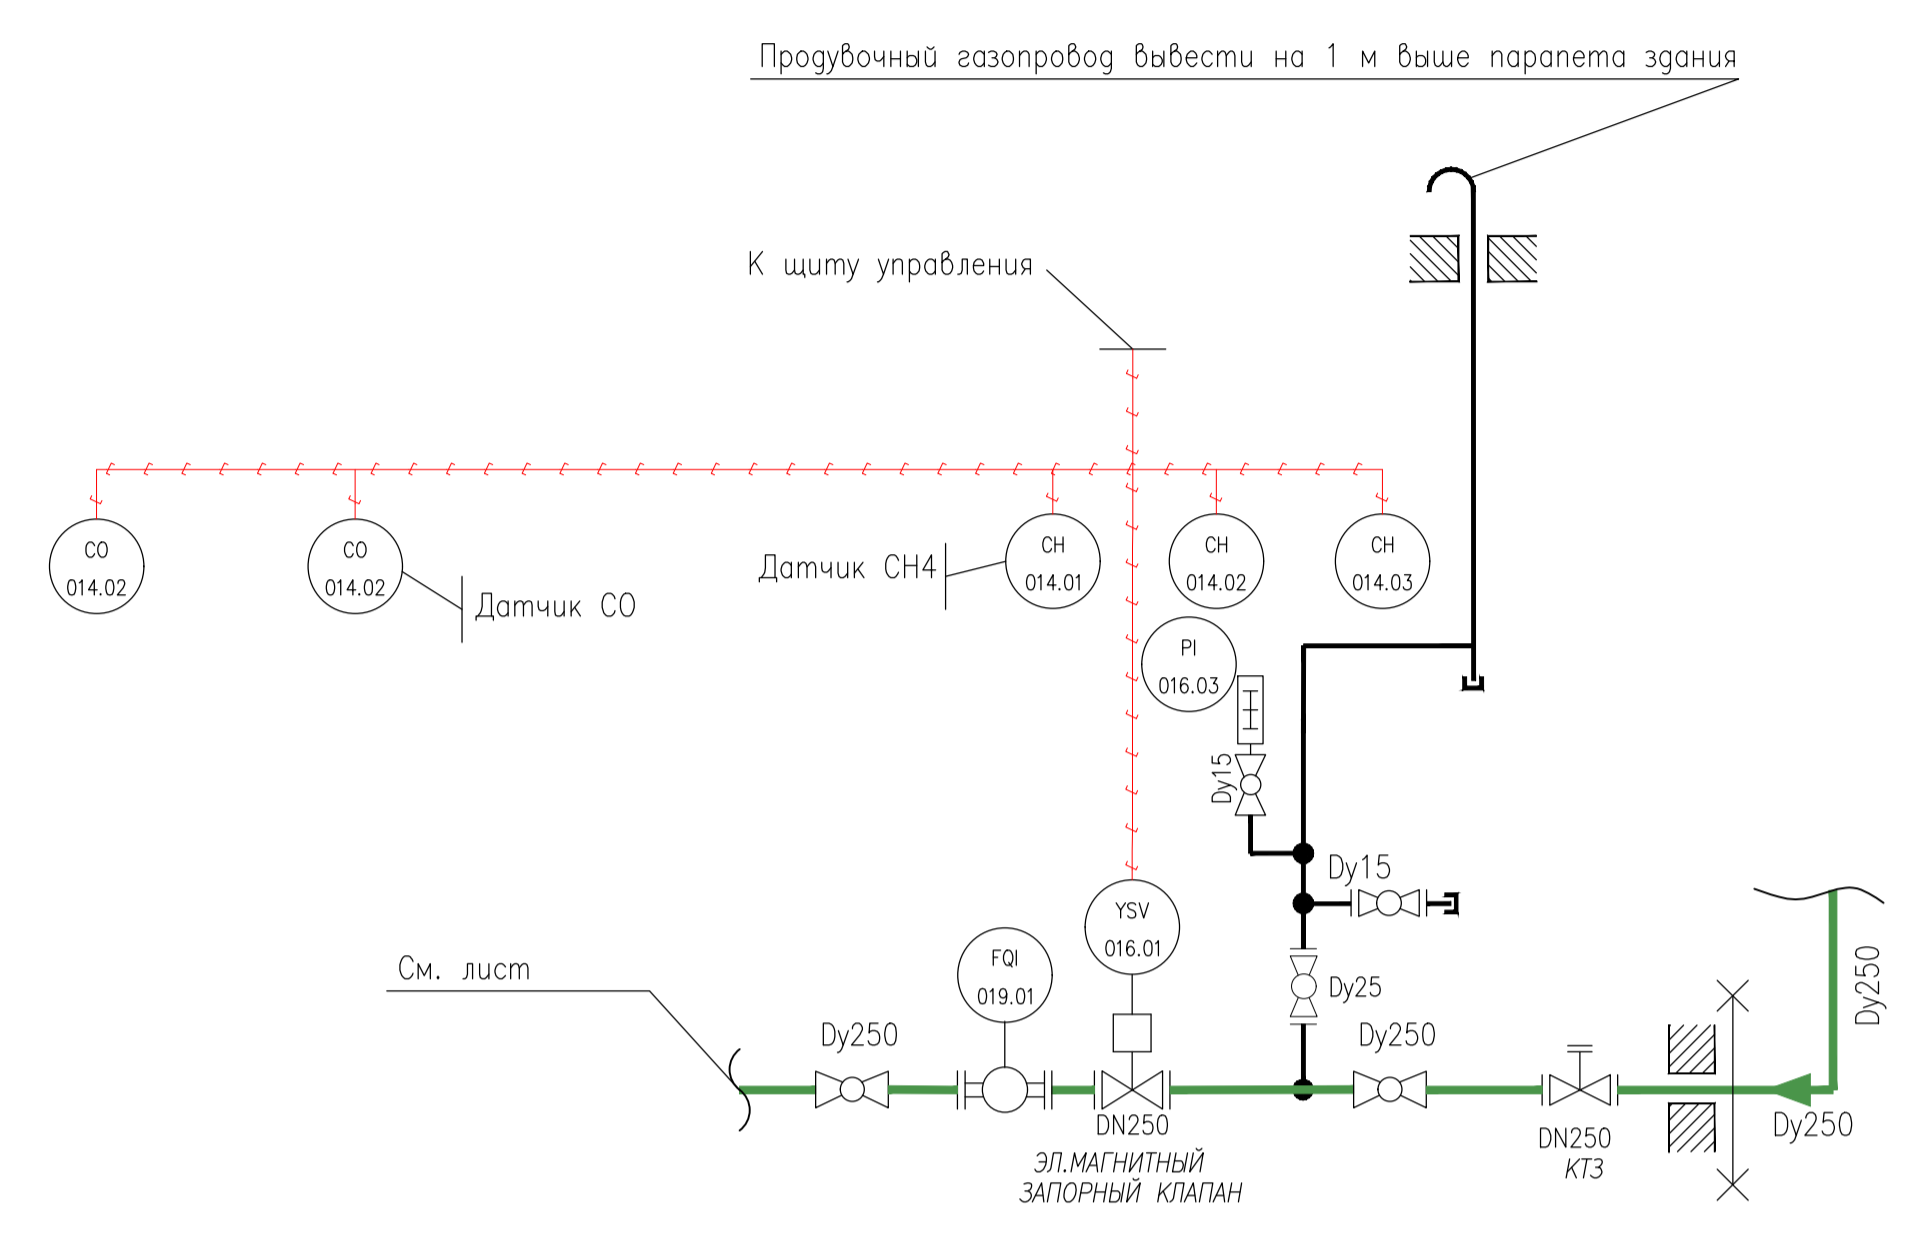 Продувочный газопровод вывести на 1 м выше парапета здания
К щиту управления
CO
014.02
CO
014.02
Датчик CO
Датчик CH4
CH
014.01
CH
014.02
CH
014.03
PI
016.03
Dy15
Dy15
YSV
016.01
FQI
019.01
Dy25
См. лист
Dy250
Dy250
Dy250
Dy250
DN250
ЭЛ.МАГНИТНЫЙ
ЗАПОРНЫЙ КЛАПАН
DN250
КТЗ